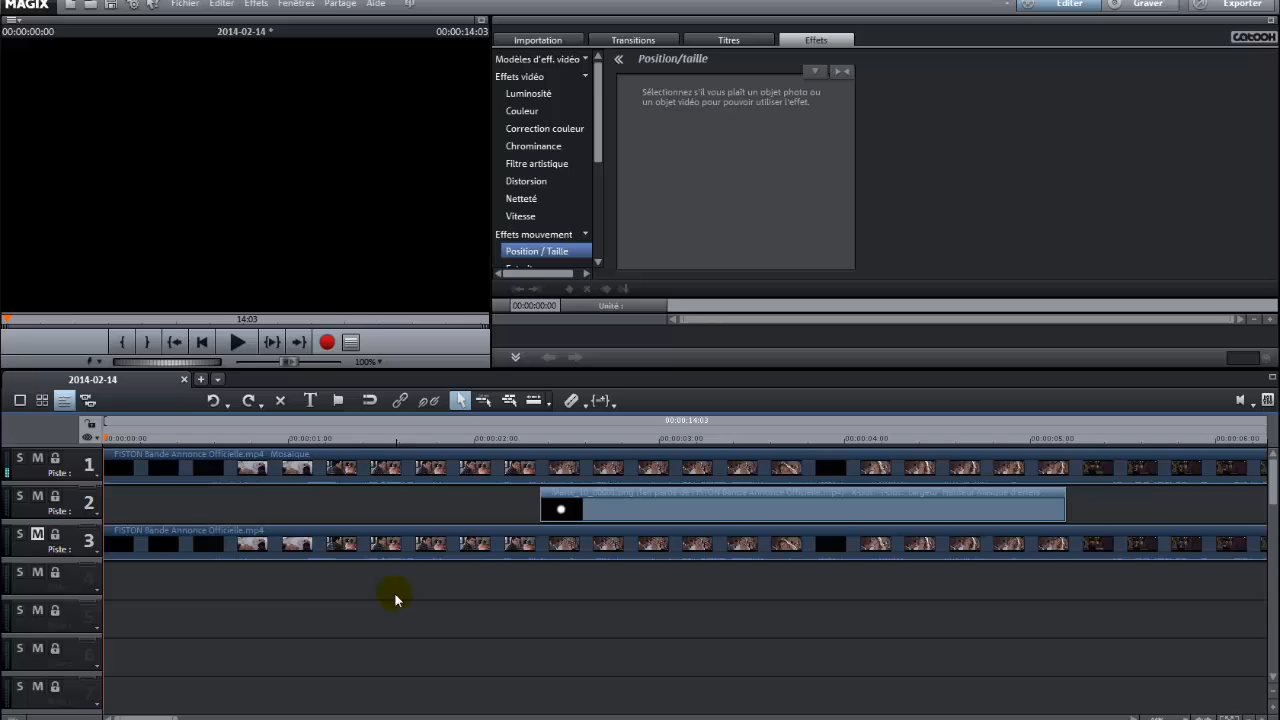 MAGIX Fichier Editer Effets Fenêtres Partage Aide Editer Graver Exporter
00:00:00:00 2014-02-14 * 00:00:14:03
Importation Transitions Titres Effets CATOOH
Modèles d'eff. vidéo Position/taille
Effets vidéo
Sélectionnez s'il vous plaît un objet photo ou
un objet vidéo pour pouvoir utiliser l'effet.
Luminosité
Couleur
Correction couleur
Chrominance
Filtre artistique
Distorsion
Netteté
Vitesse
Effets mouvement
Position / Taille
00:00:00:00 Unité :
14:03
100%
2014-02-14
00:00:14:03
00:00:00:00 00:00:01:00 00:00:02:00 00:00:03:00 00:00:04:00 00:00:05:00 00:00:06:00
FISTON Bande Annonce Officielle.mp4 Mosaïque
S M 1
Piste :
S M 2
Piste :
FISTON Bande Annonce Officielle.mp4
S M 3
Piste :
S M 4
S M 5
S M 6
S M 7